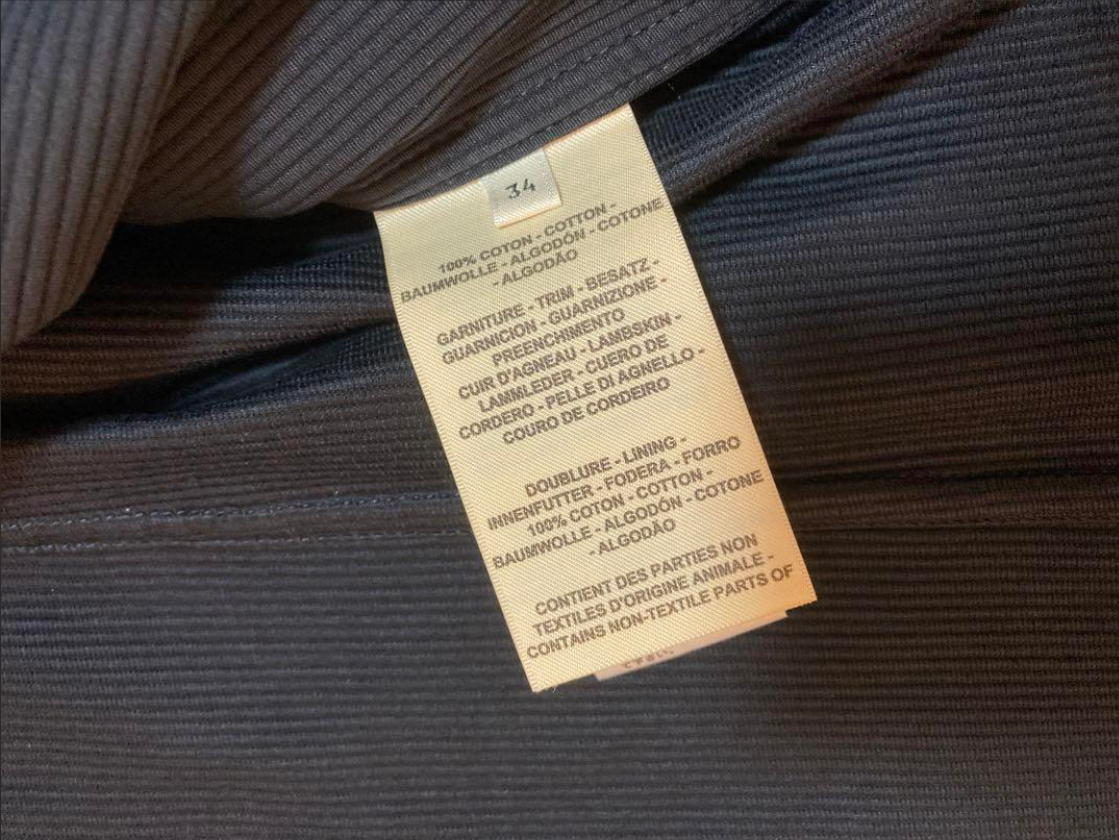 34
100% COTON - COTTON -
BAUMWOLLE - ALGODÓN - COTONE
- ALGODÃO
GARNITURE - TRIM - BESATZ -
GUARNICION - GUARNIZIONE -
PREENCHIMENTO
CUIR D'AGNEAU - LAMBSKIN -
LAMMLEDER - CUERO DE
CORDERO - PELLE DI AGNELLO -
COURO DE CORDEIRO
DOUBLURE - LINING -
INNENFUTTER - FODERA - FORRO
100% COTON - COTTON -
BAUMWOLLE - ALGODÓN - COTONE
- ALGODÃO
CONTIENT DES PARTIES NON
TEXTILES D'ORIGINE ANIMALE -
CONTAINS NON-TEXTILE PARTS OF